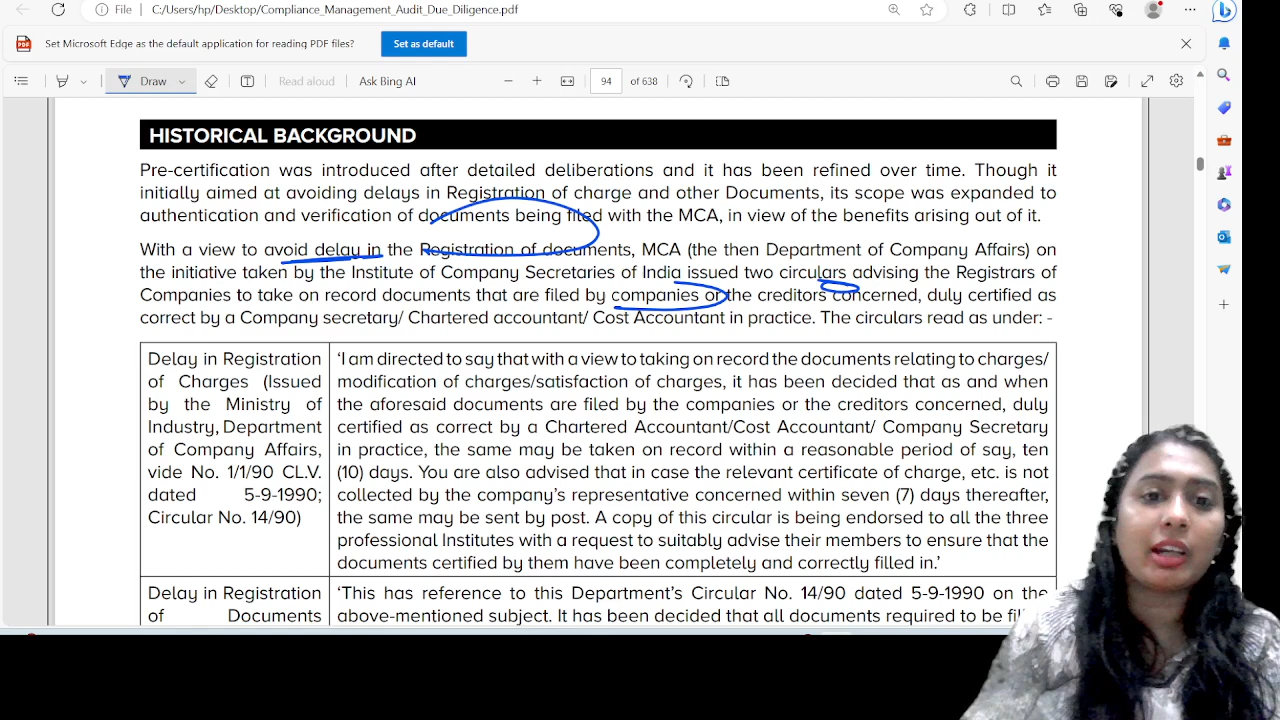 File
C:/Users/hp/Desktop/Compliance_Management_Audit_Due_Diligence.pdf
Set Microsoft Edge as the default application for reading PDF files?
Set as default
Draw
Read aloud
Ask Bing AI
94
of 638
HISTORICAL BACKGROUND
Pre-certification was introduced after detailed deliberations and it has been refined over time. Though it
initially aimed at avoiding delays in Registration of charge and other Documents, its scope was expanded to
authentication and verification of documents being filed with the MCA, in view of the benefits arising out of it.
With a view to avoid delay in the Registration of documents, MCA (the then Department of Company Affairs) on
the initiative taken by the Institute of Company Secretaries of India issued two circulars advising the Registrars of
Companies to take on record documents that are filed by companies or the creditors concerned, duly certified as
correct by a Company secretary/ Chartered accountant/ Cost Accountant in practice. The circulars read as under: -
Delay in Registration
of Charges (Issued
by the Ministry of
Industry, Department
of Company Affairs,
vide No. 1/1/90 CL.V.
dated 5-9-1990;
Circular No. 14/90)
'I am directed to say that with a view to taking on record the documents relating to charges/
modification of charges/satisfaction of charges, it has been decided that as and when
the aforesaid documents are filed by the companies or the creditors concerned, duly
certified as correct by a Chartered Accountant/Cost Accountant/ Company Secretary
in practice, the same may be taken on record within a reasonable period of say, ten
(10) days. You are also advised that in case the relevant certificate of charge, etc. is not
collected by the company's representative concerned within seven (7) days thereafter,
the same may be sent by post. A copy of this circular is being endorsed to all the three
professional Institutes with a request to suitably advise their members to ensure that the
documents certified by them have been completely and correctly filled in.'
Delay in Registration
of Documents
'This has reference to this Department's Circular No. 14/90 dated 5-9-1990 on the
above-mentioned subject. It has been decided that all documents required to be